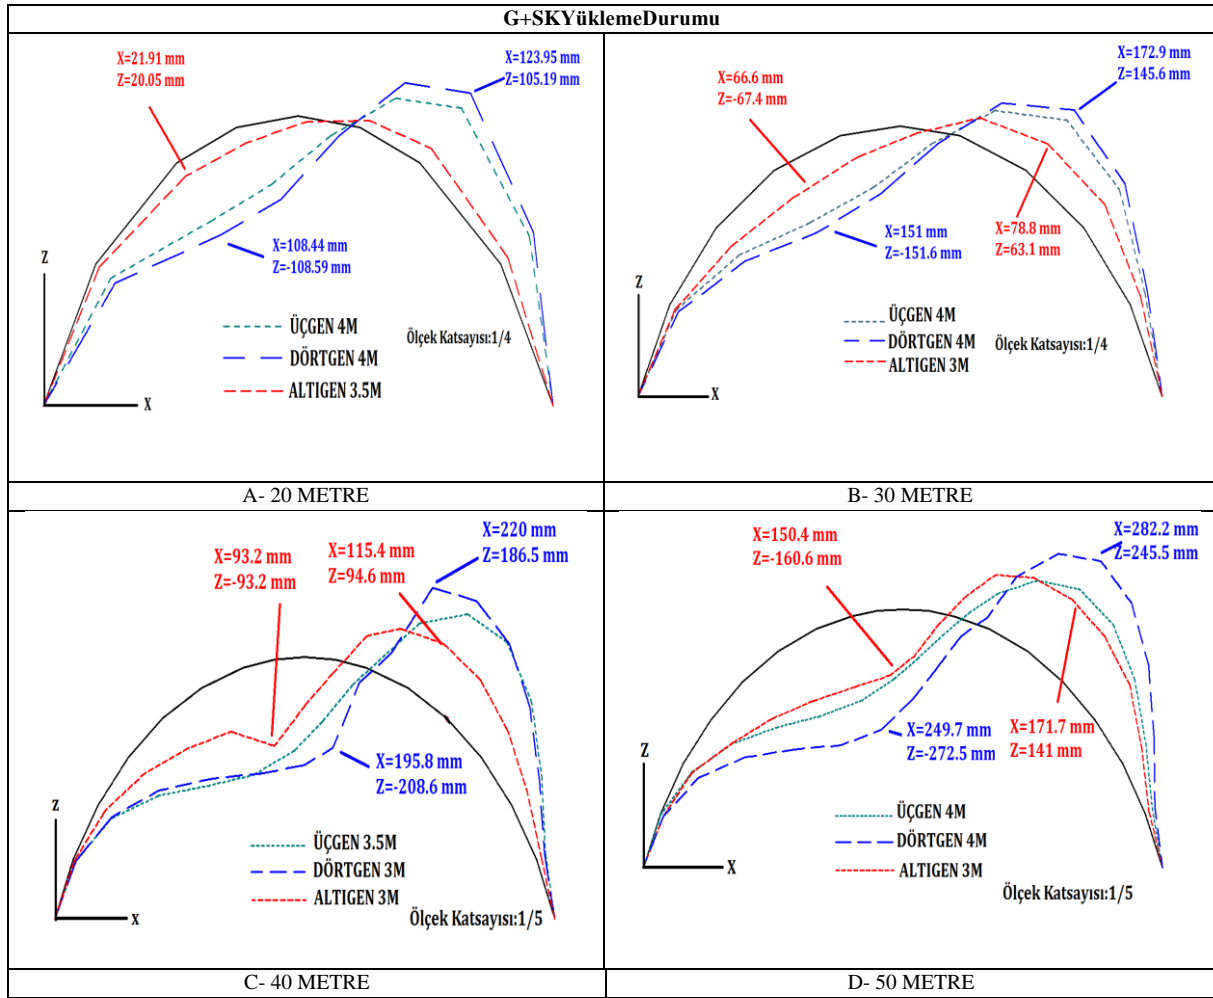 G+SKYüklemeDurumu
X=21.91 mm
Z=20.05 mm
X=123.95 mm
Z=105.19 mm
X=108.44 mm
Z=-108.59 mm
Z
X
ÜÇGEN 4M
DÖRTGEN 4M
ALTIGEN 3.5M
Ölçek Katsayısı:1/4
A- 20 METRE
X=66.6 mm
Z=-67.4 mm
X=172.9 mm
Z=145.6 mm
X=151 mm
Z=-151.6 mm
X=78.8 mm
Z=63.1 mm
Z
X
ÜÇGEN 4M
DÖRTGEN 4M
ALTIGEN 3M
Ölçek Katsayısı:1/4
B- 30 METRE
X=93.2 mm
Z=-93.2 mm
X=115.4 mm
Z=94.6 mm
X=220 mm
Z=186.5 mm
X=195.8 mm
Z=-208.6 mm
Z
X
ÜÇGEN 3.5M
DÖRTGEN 3M
ALTIGEN 3M
Ölçek Katsayısı:1/5
C- 40 METRE
X=150.4 mm
Z=-160.6 mm
X=282.2 mm
Z=245.5 mm
X=249.7 mm
Z=-272.5 mm
X=171.7 mm
Z=141 mm
Z
X
ÜÇGEN 4M
DÖRTGEN 4M
ALTIGEN 3M
Ölçek Katsayısı:1/5
D- 50 METRE